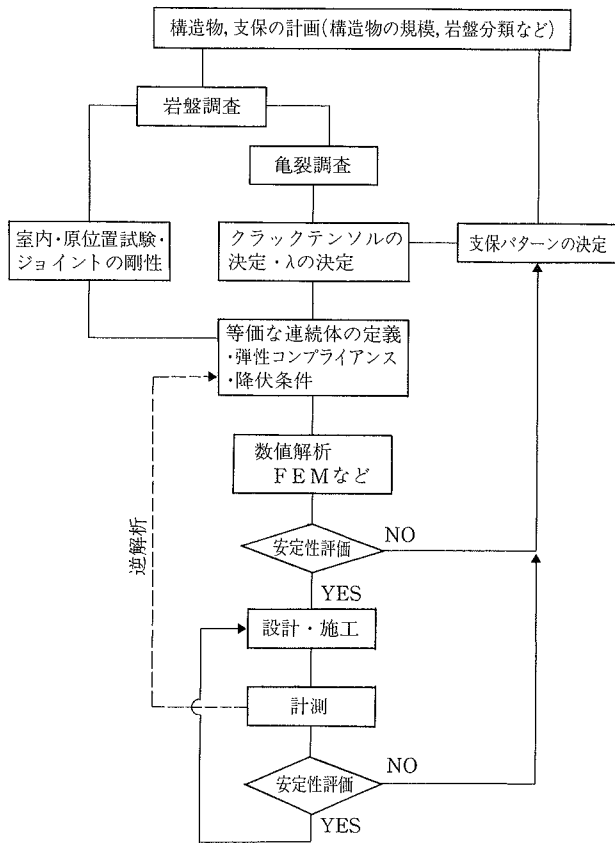 構造物, 支保の計画(構造物の規模, 岩盤分類など)
岩盤調査
亀裂調査
室内・原位置試験・
ジョイントの剛性
クラックテンソルの
決定・λの決定
支保パターンの決定
等価な連続体の定義
・弾性コンプライアンス
・降伏条件
数値解析
FEMなど
逆解析
安定性評価
NO
YES
設計・施工
計測
安定性評価
NO
YES